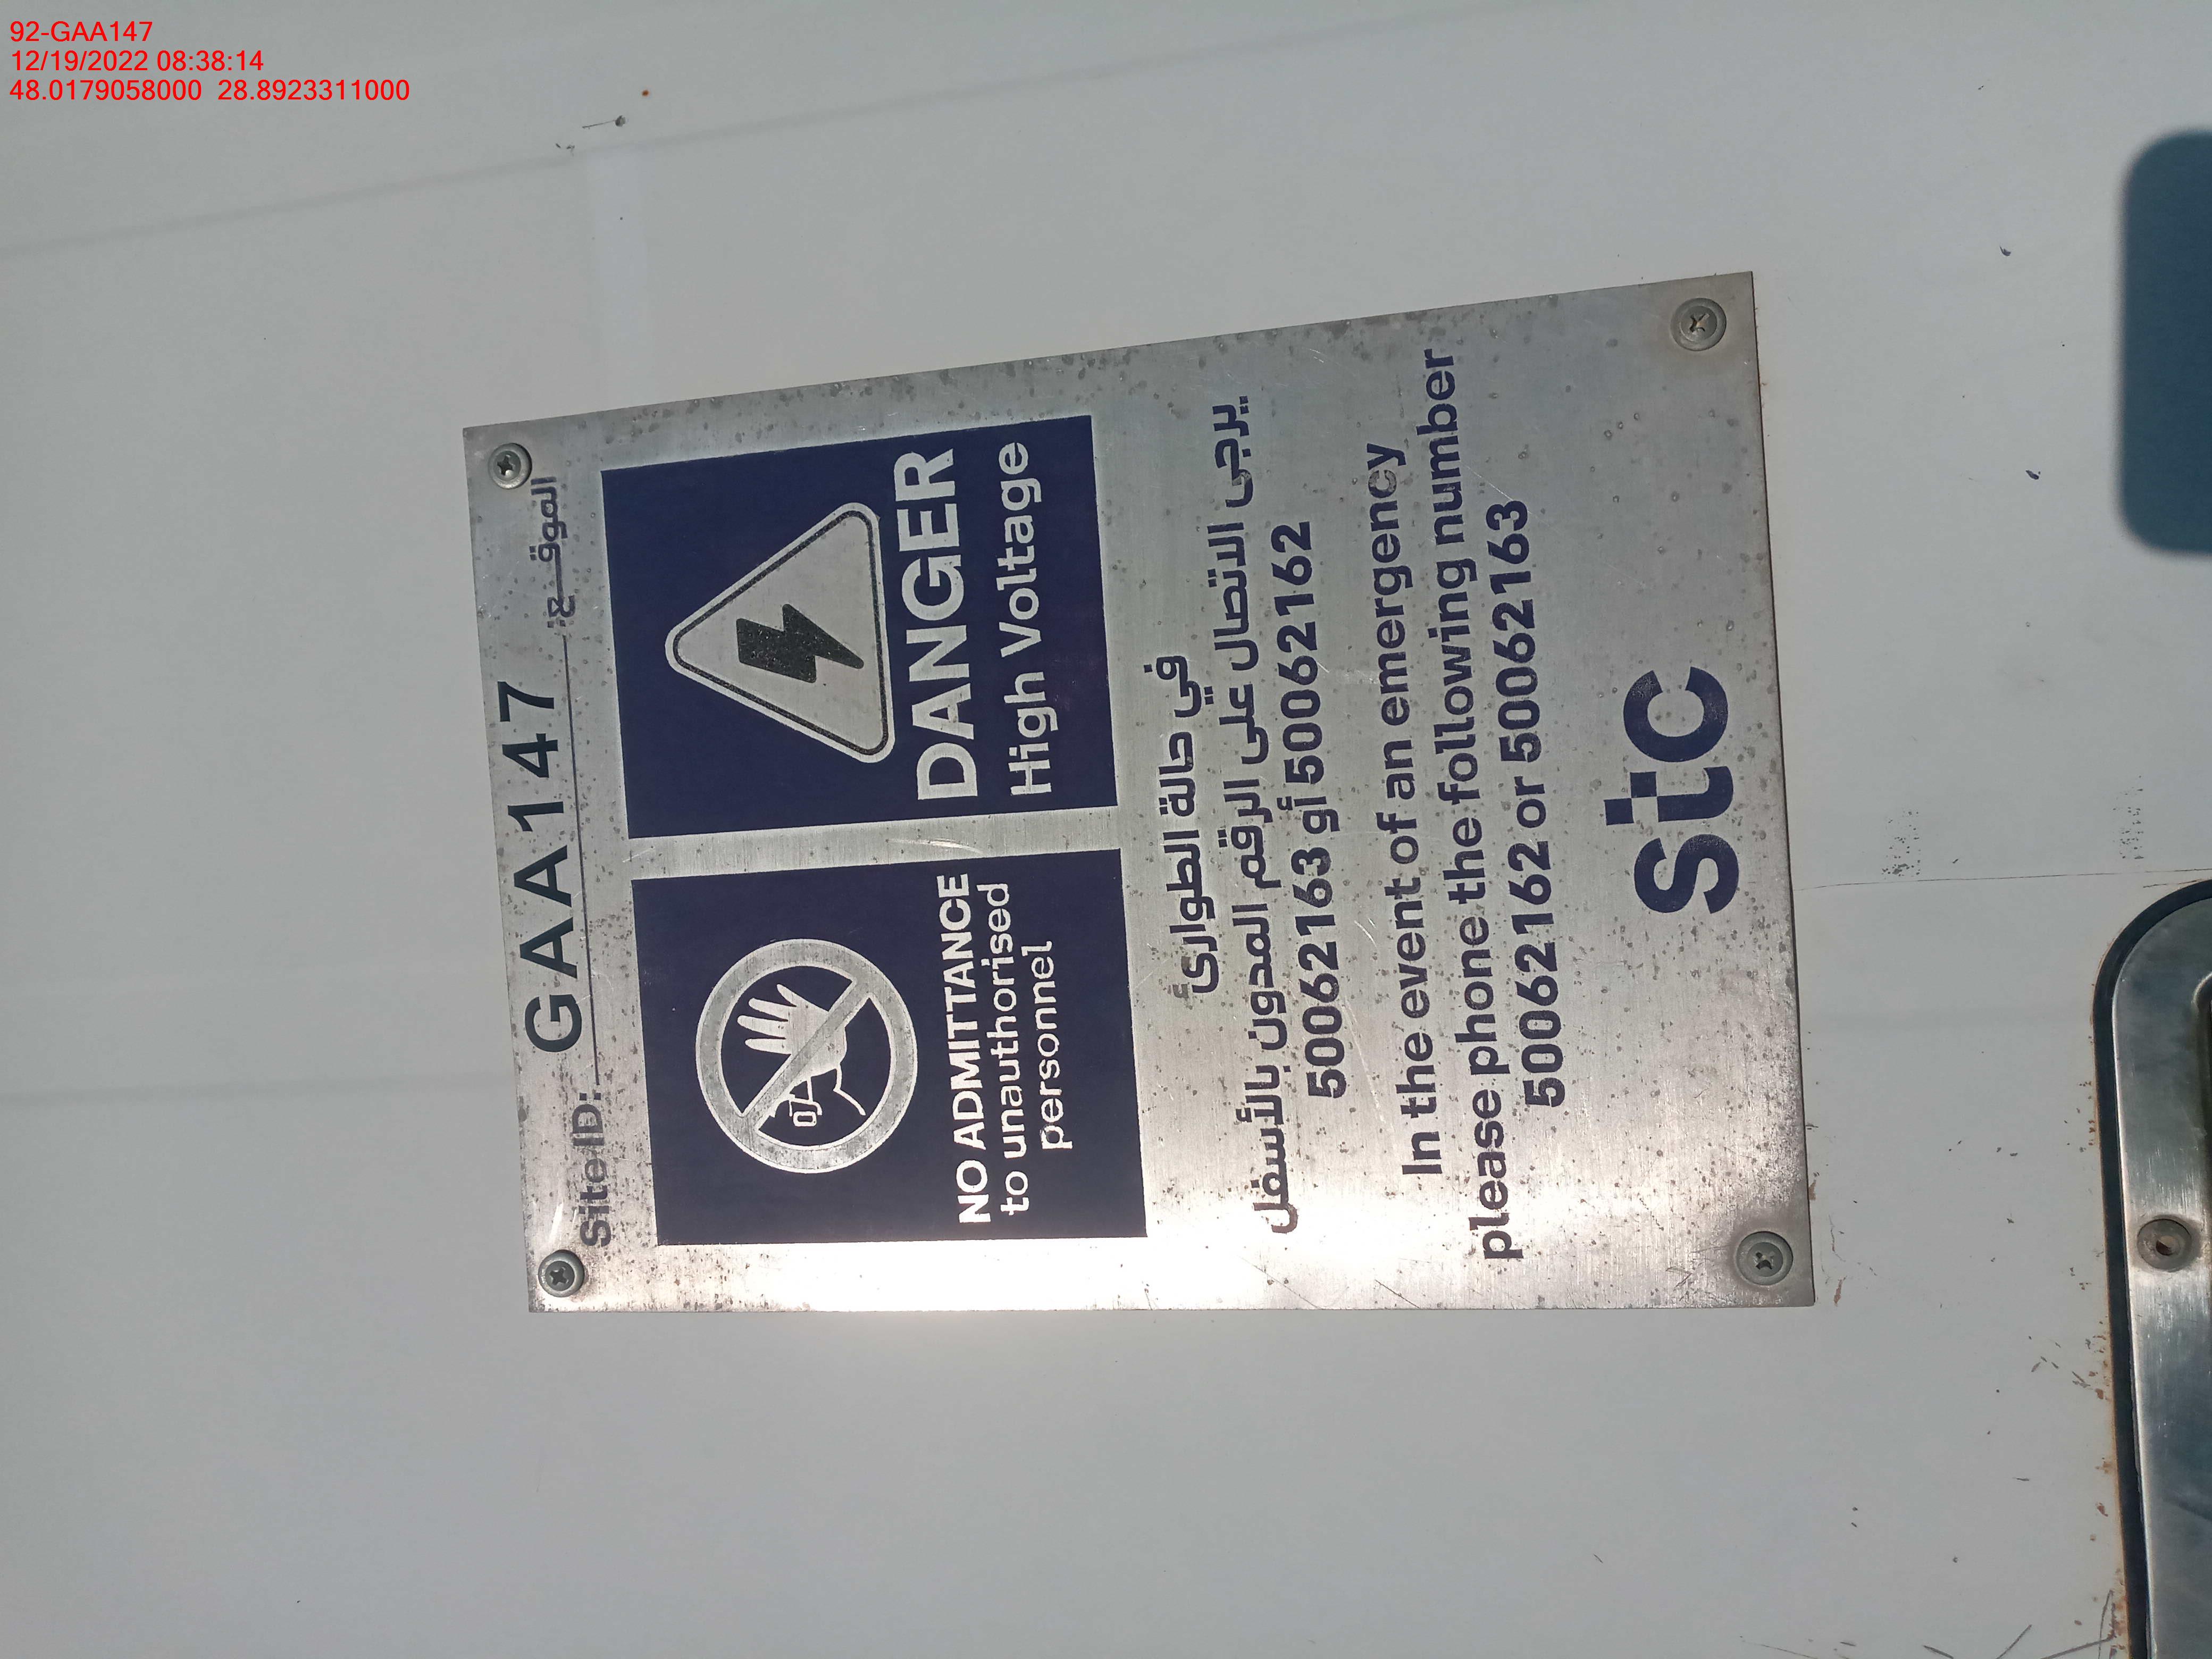 92-GAA147
12/19/2022 08:38:14
48.0179058000 28.8923311000
Site ID: GAA147 الموقـــع:
NO ADMITTANCE
to unauthorised
personnel
DANGER
High Voltage
في حالة الطوارئ
يرجى الاتصال على الرقم المدون بالأسفل
50062163 أو 50062162
In the event of an emergency
please phone the following number
50062162 or 50062163
stc